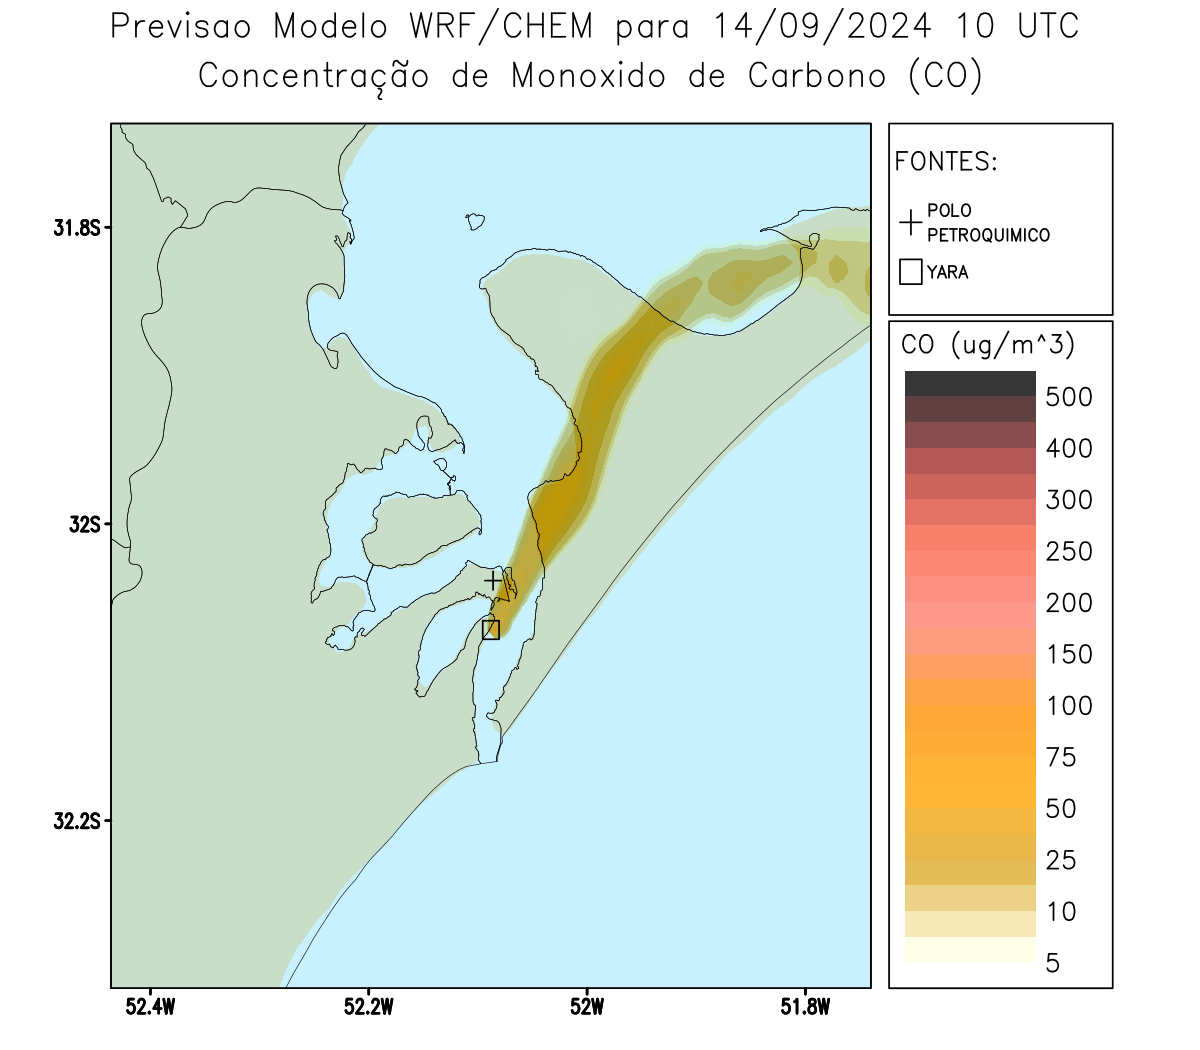 Previsao Modelo WRF/CHEM para 14/09/2024 10 UTC
Concentração de Monoxido de Carbono (CO)
FONTES:
POLO
PETROQUIMICO
YARA
31.8S
32S
32.2S
52.4W
52.2W
52W
51.8W
CO (ug/m^3)
500
400
300
250
200
150
100
75
50
25
10
5